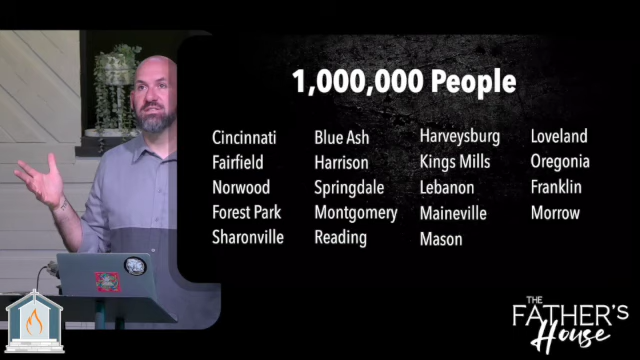 1,000,000 People
Cincinnati
Fairfield
Norwood
Forest Park
Sharonville
Blue Ash
Harrison
Springdale
Montgomery
Reading
Harveysburg
Kings Mills
Lebanon
Maineville
Mason
Loveland
Oregonia
Franklin
Morrow
THE
FATHER'S
House